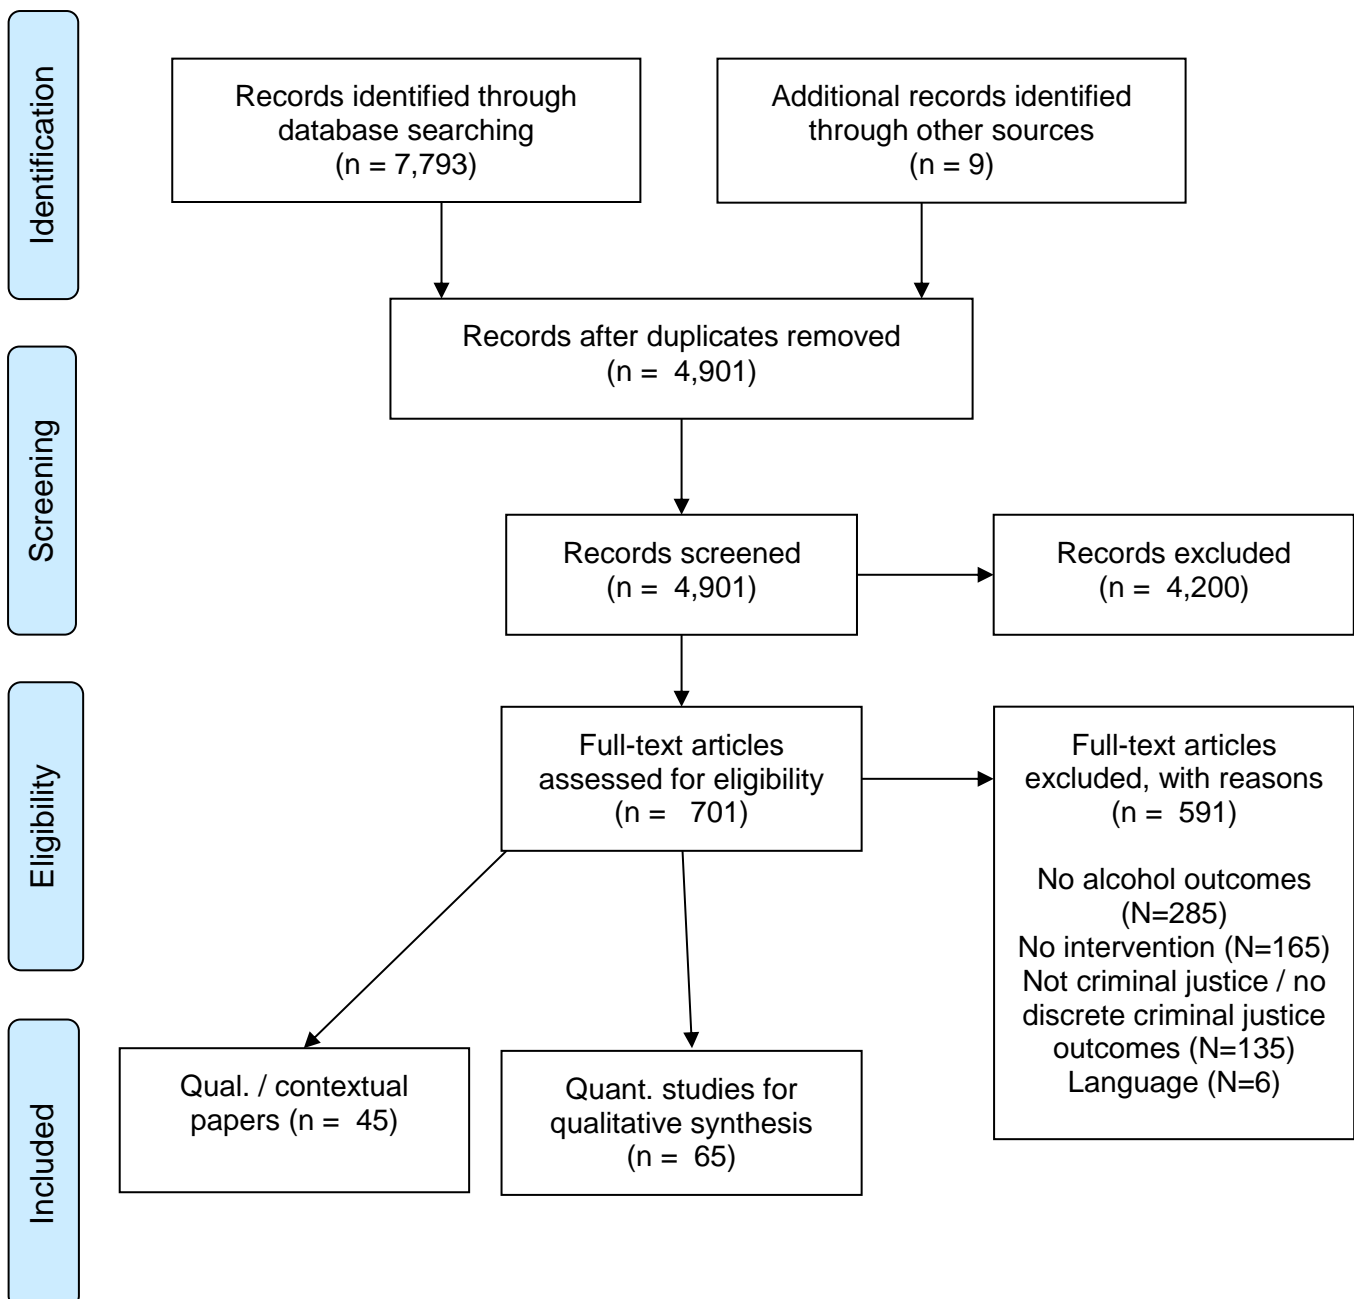 Identification
Records identified through
database searching
(n = 7,793)
Additional records identified
through other sources
(n = 9)
Records after duplicates removed
(n =  4,901)
Screening
Records screened
(n =  4,901)
Records excluded
(n =  4,200)
Eligibility
Full-text articles
assessed for eligibility
(n =   701)
Full-text articles
excluded, with reasons
(n =  591)
No alcohol outcomes
(N=285)
No intervention (N=165)
Not criminal justice / no
discrete criminal justice
outcomes (N=135)
Language (N=6)
Included
Qual. / contextual
papers (n =  45)
Quant. studies for
qualitative synthesis
(n =  65)